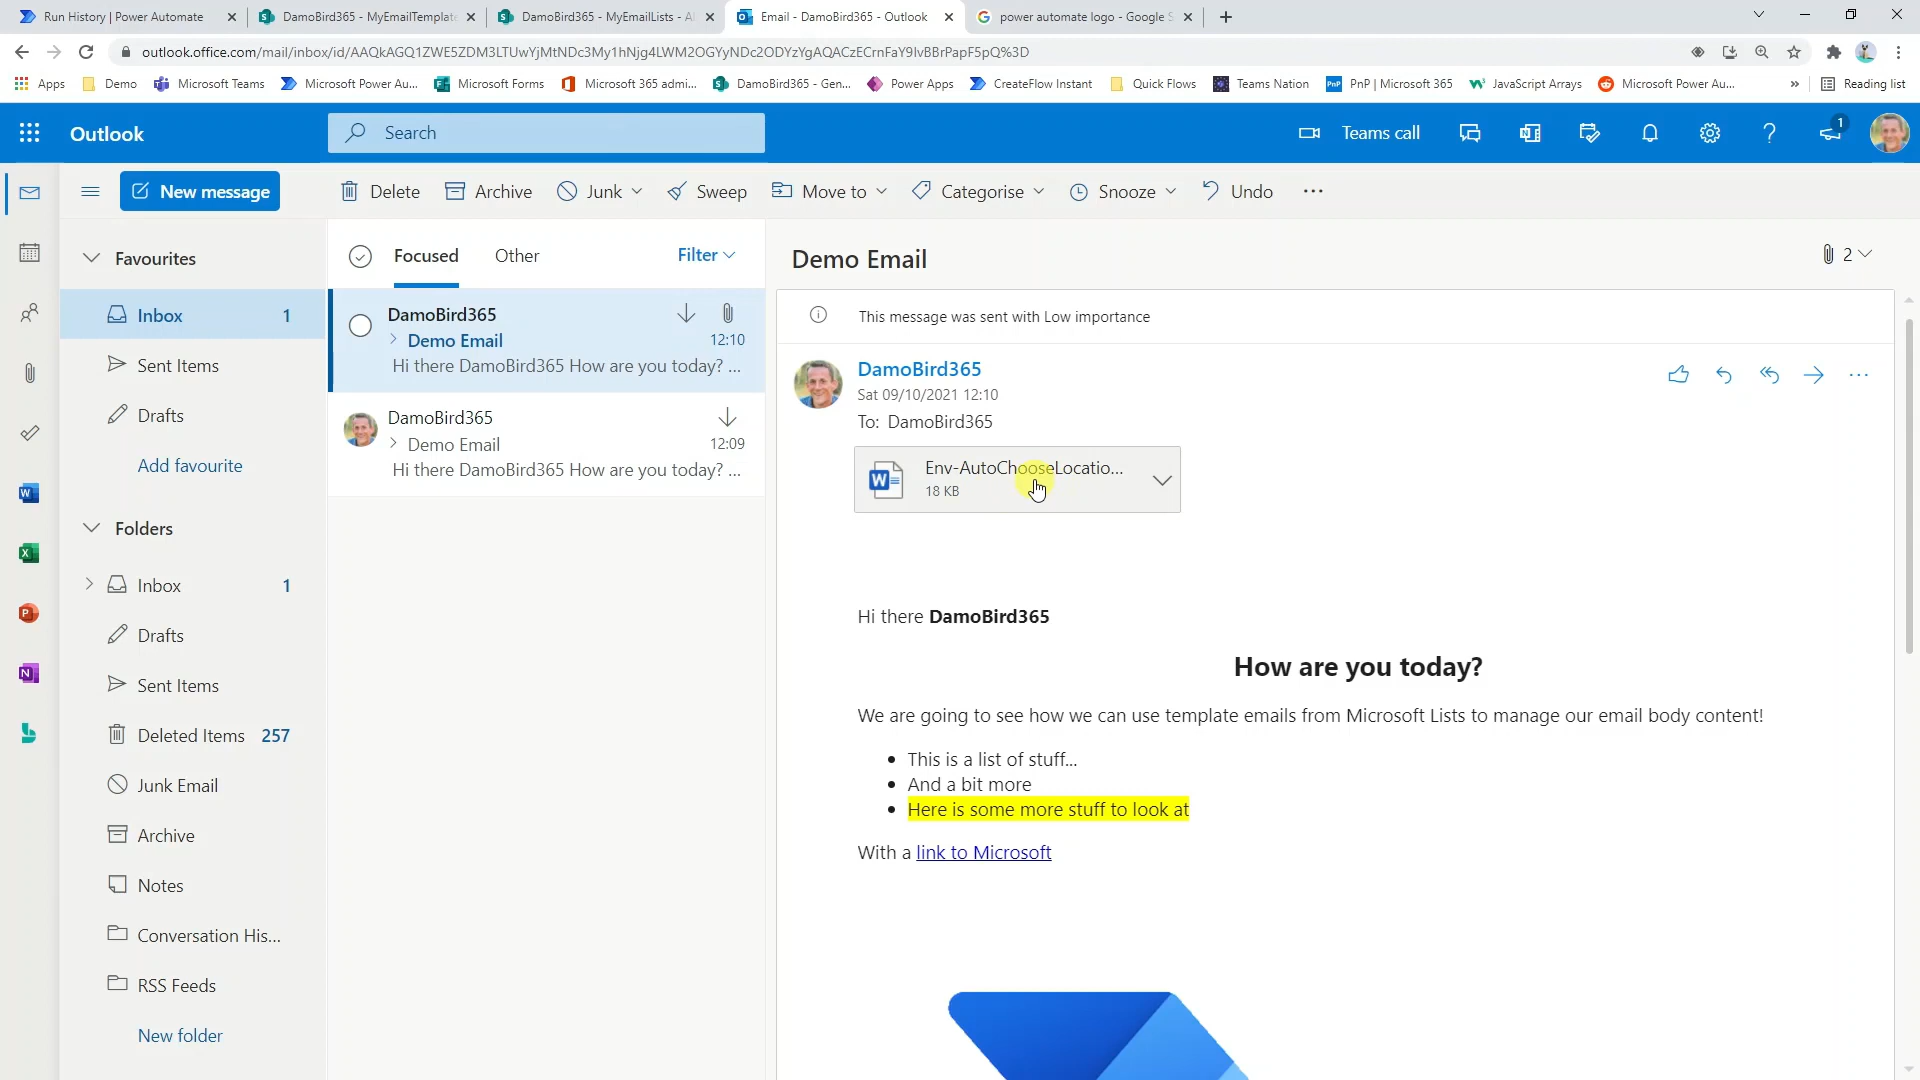 Run History | Power Automate
DamoBird365 - MyEmailTemplate
DamoBird365 - MyEmailLists - Al
Email - DamoBird365 - Outlook
power automate logo - Google S
outlook.office.com/mail/inbox/id/AAQkAGQ1ZWE5ZDM3LTUwYjMtNDc3My1hNjg4LWM2OGYyNDc2ODYzYgAQACzECrnFaY9IvBBrPapF5pQ%3D
Apps
Demo
Microsoft Teams
Microsoft Power Au...
Microsoft Forms
Microsoft 365 admi...
DamoBird365 - Gen...
Power Apps
CreateFlow Instant
Quick Flows
Teams Nation
PnP | Microsoft 365
JavaScript Arrays
Microsoft Power Au...
»
Reading list
Outlook
Search
Teams call
1
New message
Delete
Archive
Junk
Sweep
Move to
Categorise
Snooze
Undo
Favourites
Inbox 1
Sent Items
Drafts
Add favourite
Folders
Inbox 1
Drafts
Sent Items
Deleted Items 257
Junk Email
Archive
Notes
Conversation His...
RSS Feeds
New folder
Focused
Other
Filter
DamoBird365
Demo Email 12:10
Hi there DamoBird365 How are you today? ...
DamoBird365
Demo Email 12:09
Hi there DamoBird365 How are you today? ...
Demo Email
2
This message was sent with Low importance
DamoBird365
Sat 09/10/2021 12:10
To: DamoBird365
Env-AutoChooseLocatio...
18 KB
Hi there DamoBird365
How are you today?
We are going to see how we can use template emails from Microsoft Lists to manage our email body content!
• This is a list of stuff...
• And a bit more
• Here is some more stuff to look at
With a link to Microsoft